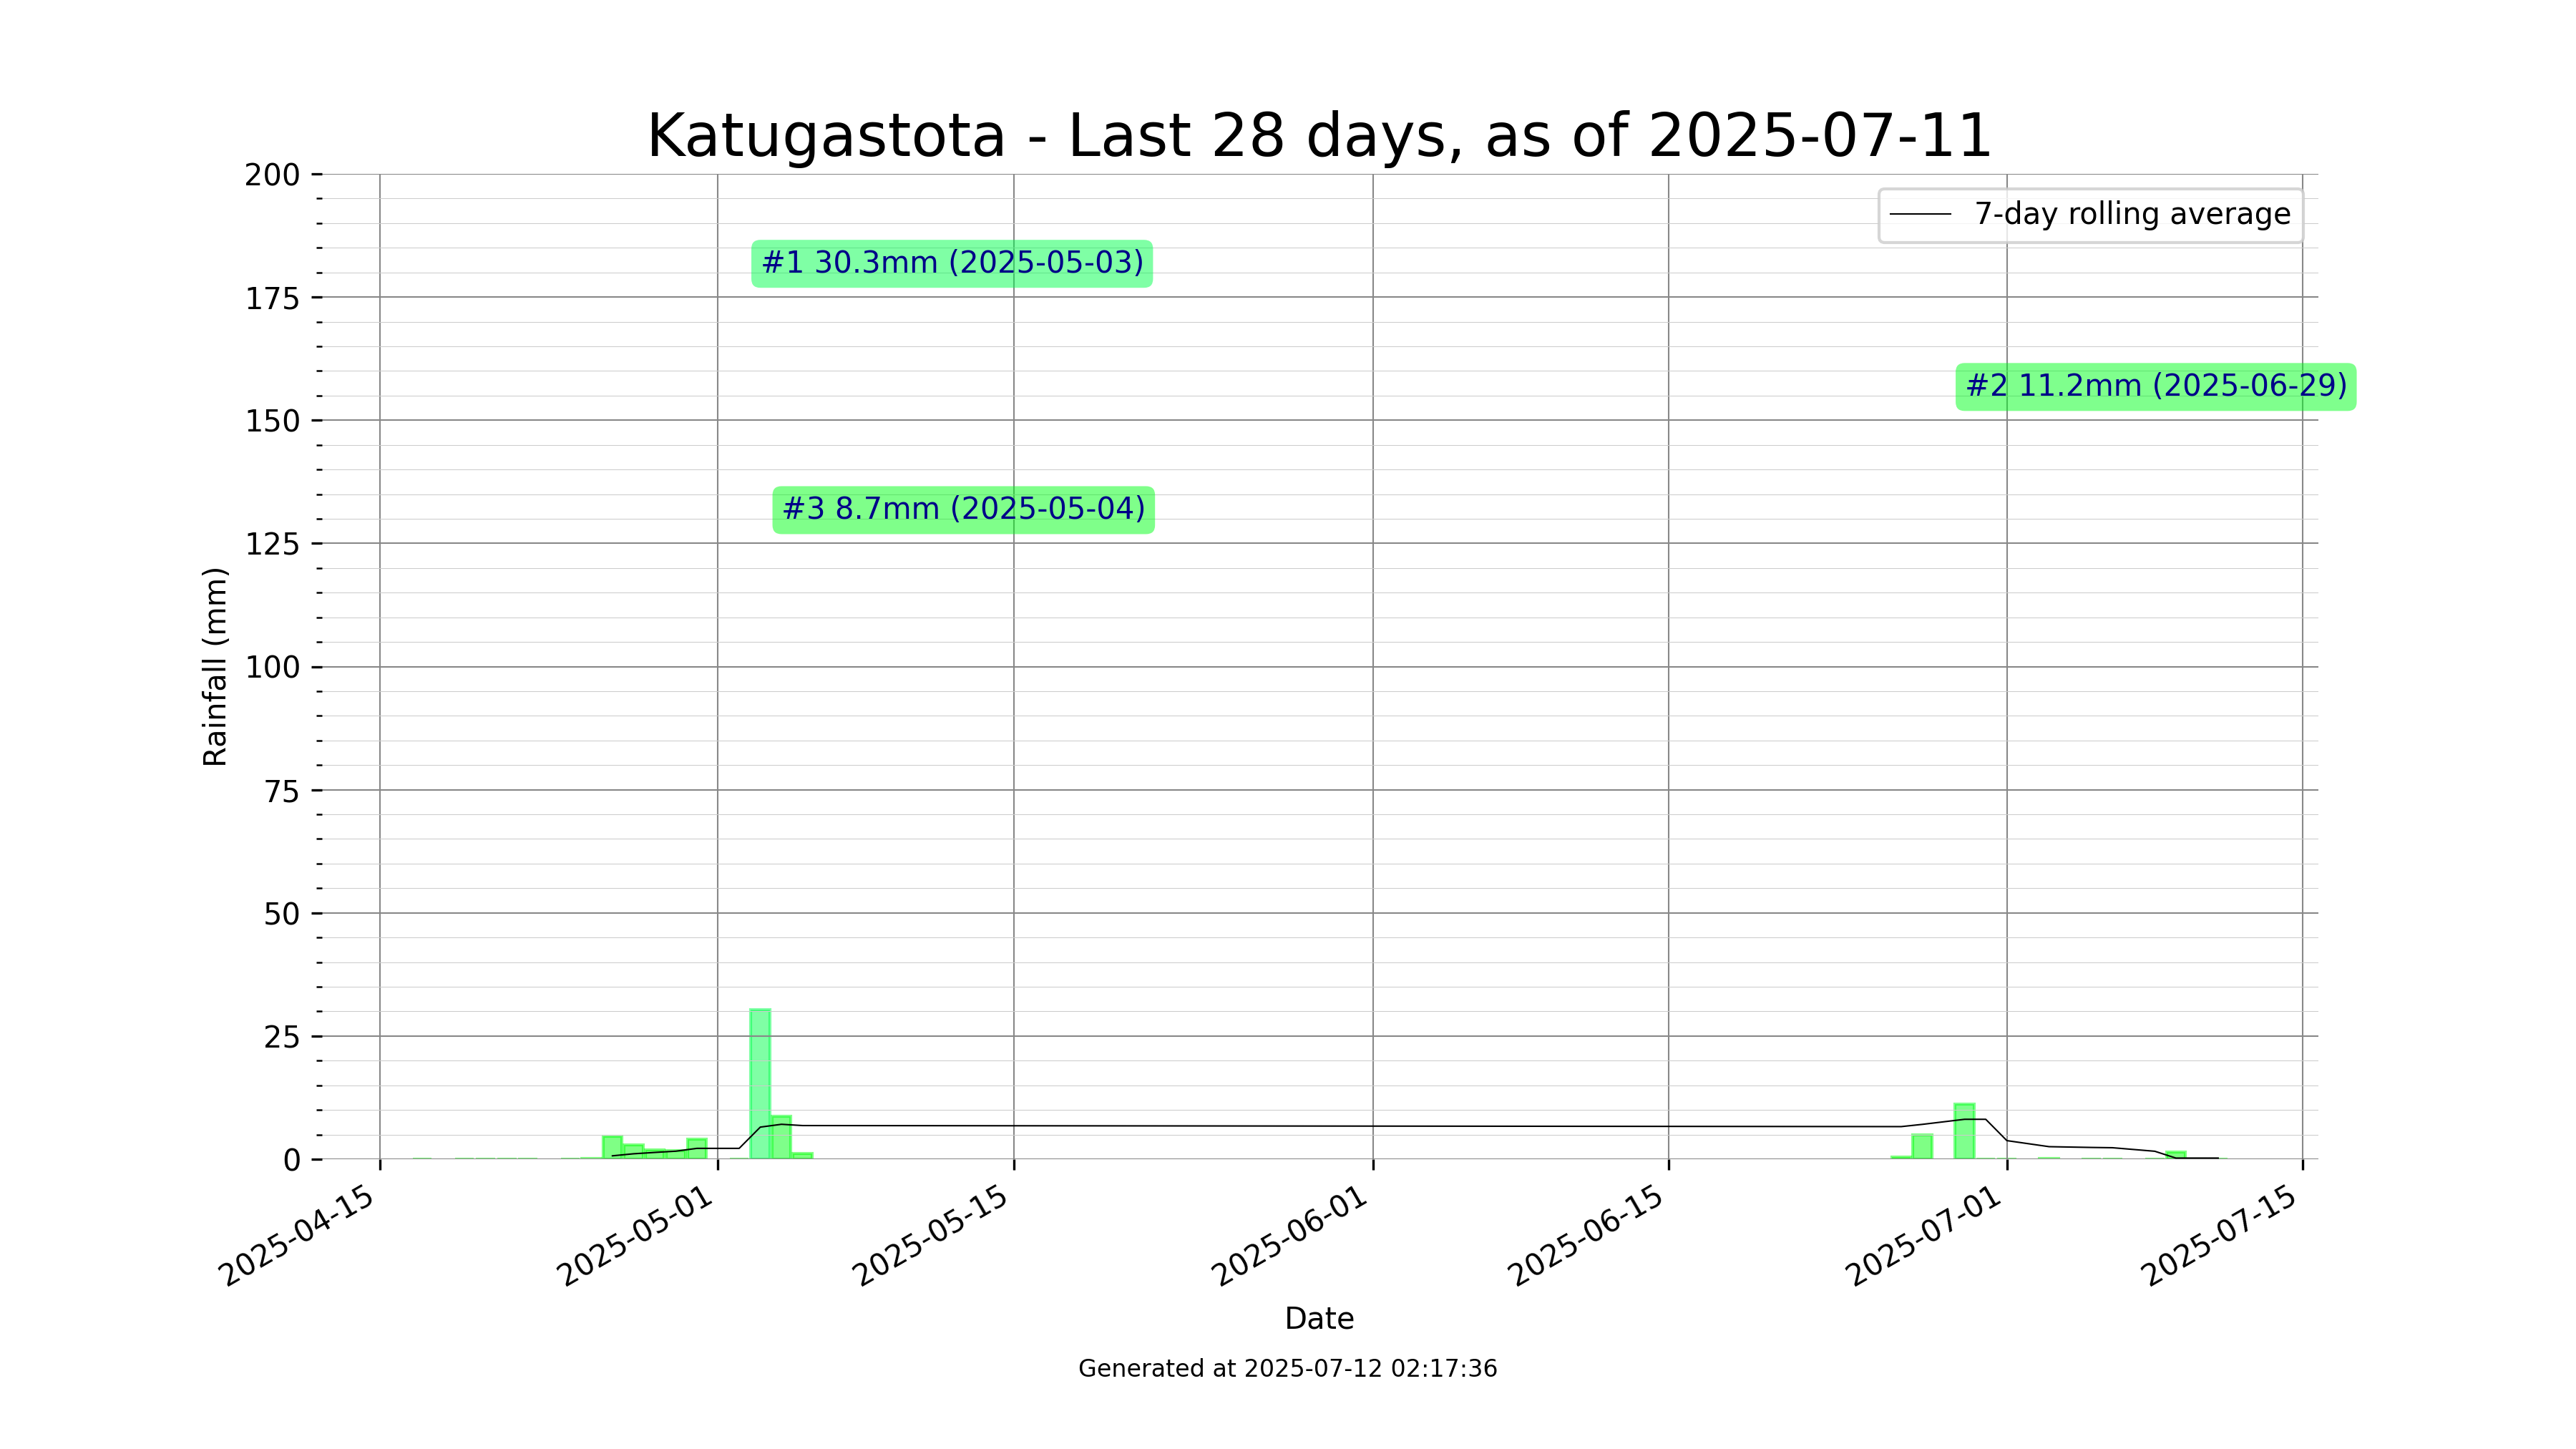 Katugastota - Last 28 days, as of 2025-07-11
200
7-day rolling average
#1 30.3mm (2025-05-03)
175
#2 11.2mm (2025-06-29)
150
#3 8.7mm (2025-05-04)
125
100
75
50
25
0
Rainfall (mm)
2025-04-15
2025-05-01
2025-05-15
2025-06-01
2025-06-15
2025-07-01
2025-07-15
Date
Generated at 2025-07-12 02:17:36